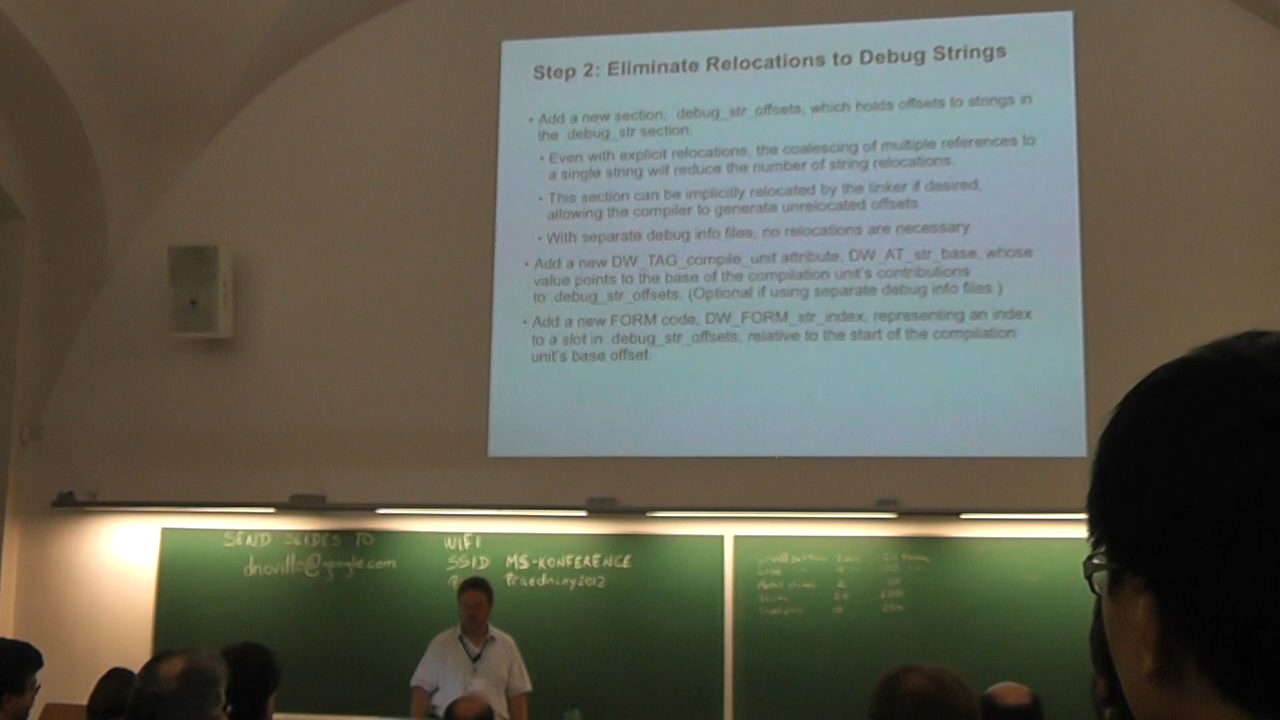 Step 2: Eliminate Relocations to Debug Strings
• Add a new section, .debug_str_offsets, which holds offsets to strings in
the .debug_str section.
• Even with explicit relocations, the coalescing of multiple references to
a single string will reduce the number of string relocations.
• This section can be implicitly relocated by the linker if desired,
allowing the compiler to generate unrelocated offsets.
• With separate debug info files, no relocations are necessary.
• Add a new DW_TAG_compile_unit attribute, DW_AT_str_base, whose
value points to the base of the compilation unit's contributions
to .debug_str_offsets. (Optional if using separate debug info files.)
• Add a new FORM code, DW_FORM_str_index, representing an index
to a slot in .debug_str_offsets, relative to the start of the compilation
unit's base offset.
SEND SLIDES TO
dnovillo@google.com
WIFI
SSID MS-KONFERENCE